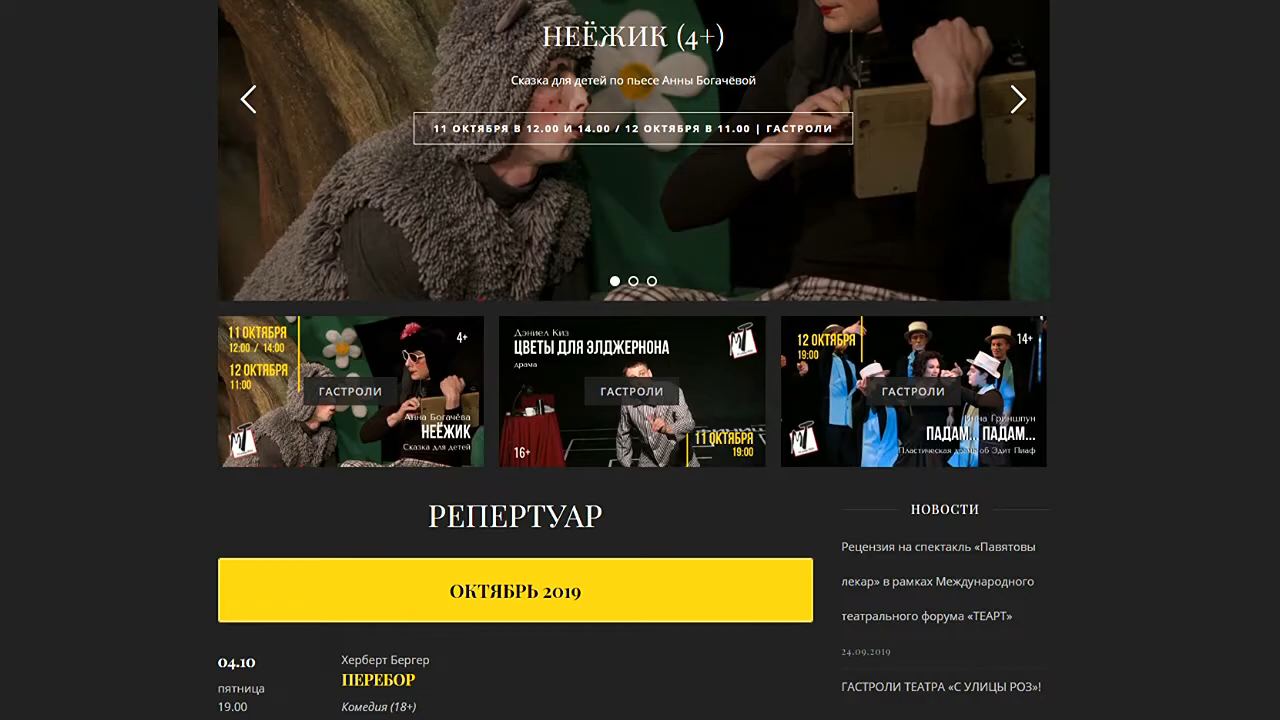 НЕЁЖИК (4+)
Сказка для детей по пьесе Анны Богачёвой
11 ОКТЯБРЯ В 12.00 И 14.00 / 12 ОКТЯБРЯ В 11.00 | ГАСТРОЛИ
11 ОКТЯБРЯ
12:00 / 14:00
12 ОКТЯБРЯ
11:00
4+
ГАСТРОЛИ
Анна Богачёва
НЕЁЖИК
Сказка для детей
Дэниел Киз
ЦВЕТЫ ДЛЯ ЭЛДЖЕРНОНА
драма
ГАСТРОЛИ
16+
11 ОКТЯБРЯ
19:00
12 ОКТЯБРЯ
19:00
14+
ГАСТРОЛИ
Инна Гриншпун
ПАДАМ... ПАДАМ...
Пластическая драма об Эдит Пиаф
РЕПЕРТУАР
ОКТЯБРЬ 2019
04.10
пятница
19.00
Херберт Бергер
ПЕРЕБОР
Комедия (18+)
НОВОСТИ
Рецензия на спектакль «Павятовы
лекар» в рамках Международного
театрального форума «ТЕАРТ»
24.09.2019
ГАСТРОЛИ ТЕАТРА «С УЛИЦЫ РОЗ»!